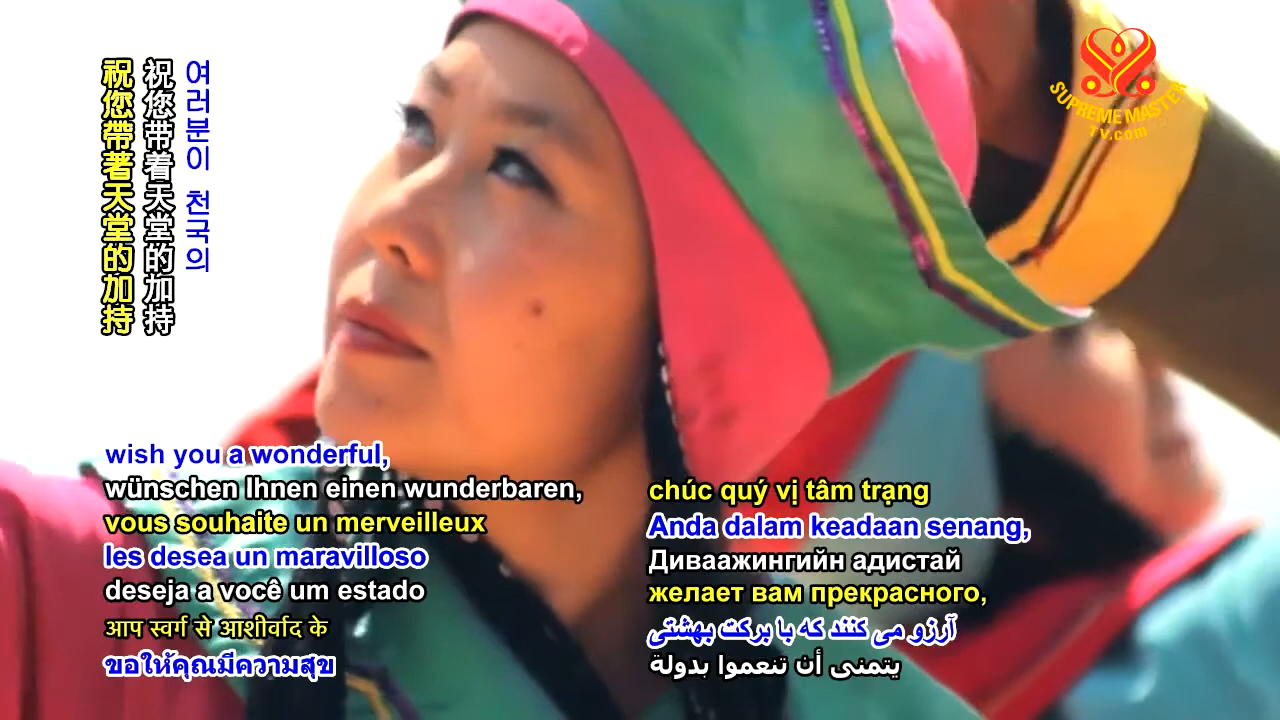 祝您帶著天堂的加持
祝您带着天堂的加持
여러분이 천국의
SUPREME MASTER
TV.com
wish you a wonderful,
wünschen Ihnen einen wunderbaren,
vous souhaite un merveilleux
les desea un maravilloso
deseja a você um estado
आप स्वर्ग से आशीर्वाद के
ขอให้คุณมีความสุข
chúc quý vị tâm trạng
Anda dalam keadaan senang,
Диваажингийн адистай
желает вам прекрасного,
آرزو می کنند که با برکت بهشتی
يتمنى أن تنعموا بدولة